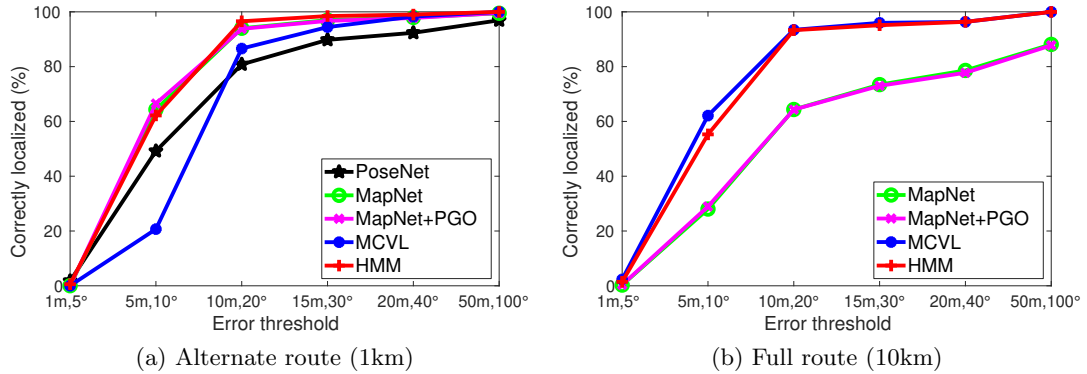 100
80
60
40
20
0
Correctly localized (%)
PoseNet
MapNet
MapNet+PGO
MCVL
HMM
1m,5° 5m,10° 10m,20° 15m,30° 20m,40° 50m,100°
Error threshold
(a) Alternate route (1km)
100
80
60
40
20
0
Correctly localized (%)
MapNet
MapNet+PGO
MCVL
HMM
1m,5° 5m,10° 10m,20° 15m,30° 20m,40° 50m,100°
Error threshold
(b) Full route (10km)